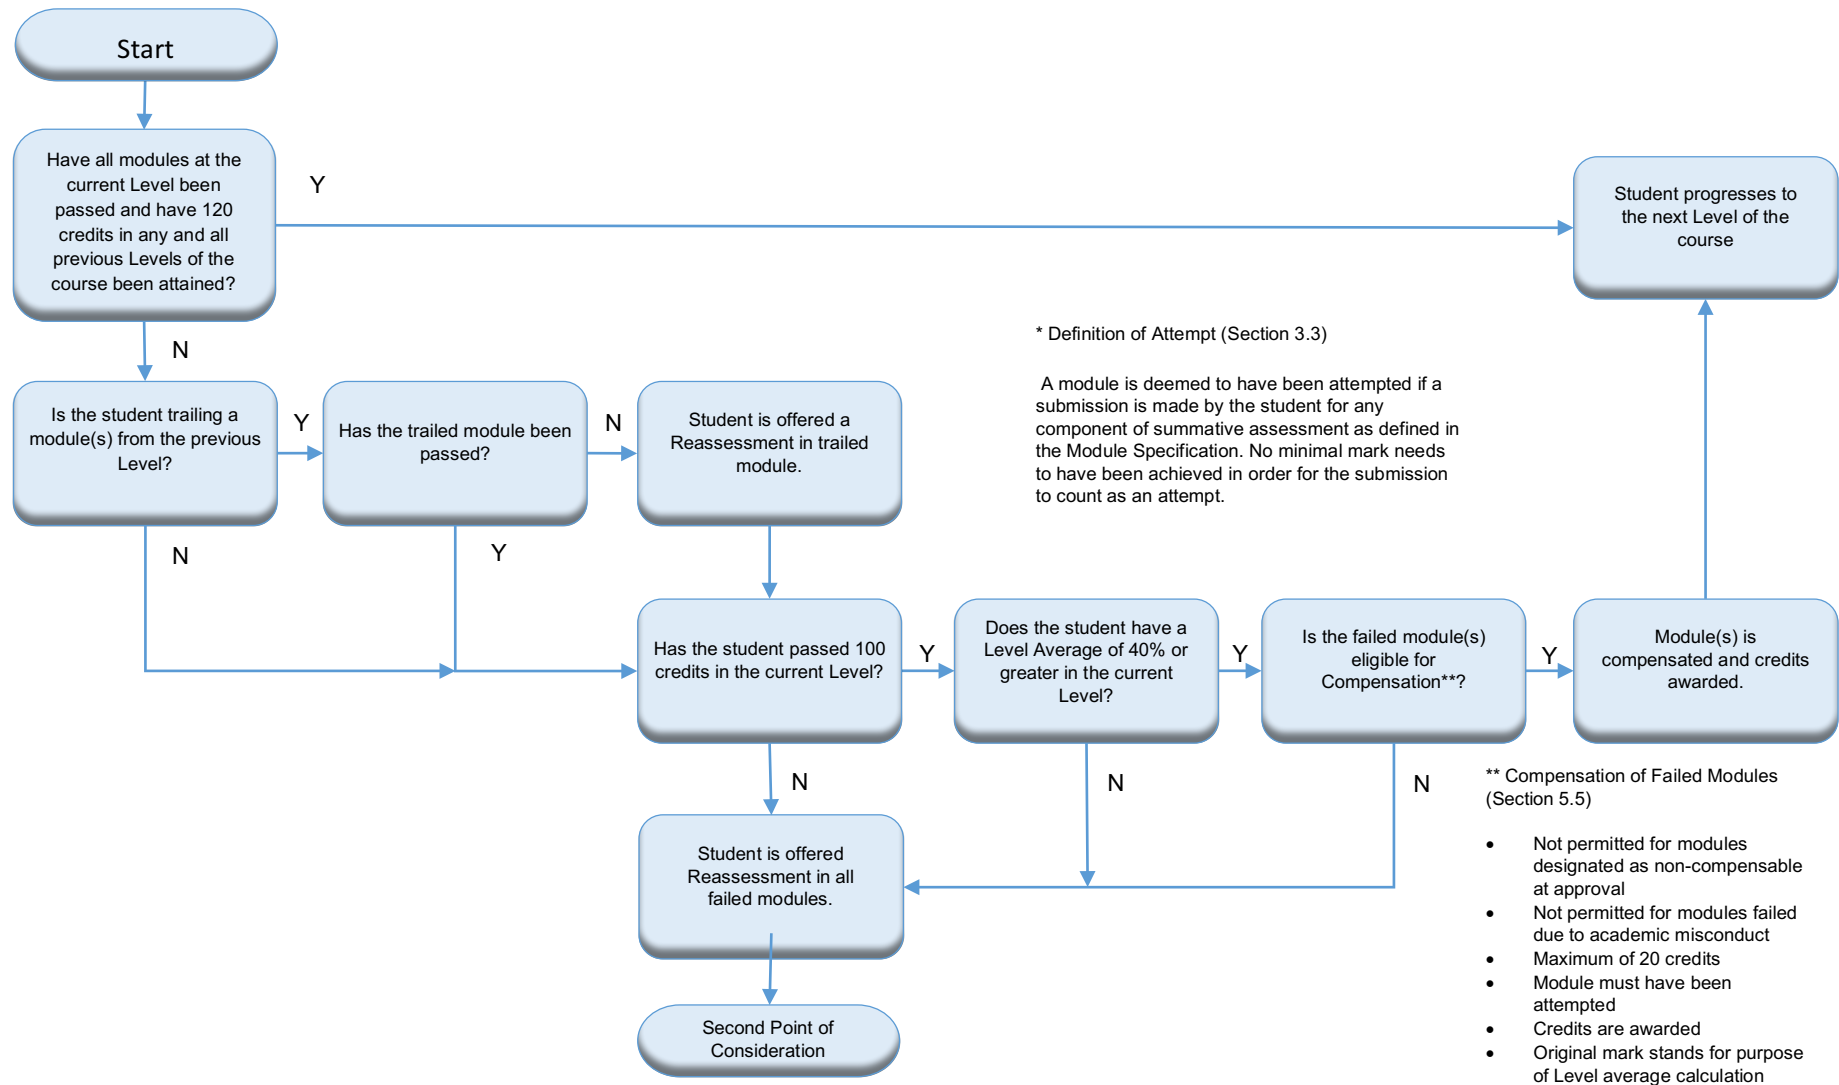 Start
Have all modules at the
current Level been
passed and have 120
credits in any and all
previous Levels of the
course been attained?
Y
Student progresses to
the next Level of the
course
N
* Definition of Attempt (Section 3.3)
A module is deemed to have been attempted if a
submission is made by the student for any
component of summative assessment as defined in
the Module Specification. No minimal mark needs
to have been achieved in order for the submission
to count as an attempt.
Is the student trailing a
module(s) from the previous
Level?
Y
Has the trailed module been
passed?
N
Student is offered a
Reassessment in trailed
module.
N
Y
Has the student passed 100
credits in the current Level?
Y
Does the student have a
Level Average of 40% or
greater in the current
Level?
Y
Is the failed module(s)
eligible for
Compensation**?
Y
Module(s) is
compensated and credits
awarded.
N
N
N
Student is offered
Reassessment in all
failed modules.
Second Point of
Consideration
** Compensation of Failed Modules
(Section 5.5)
• Not permitted for modules
designated as non-compensable
at approval
• Not permitted for modules failed
due to academic misconduct
• Maximum of 20 credits
• Module must have been
attempted
• Credits are awarded
• Original mark stands for purpose
of Level average calculation